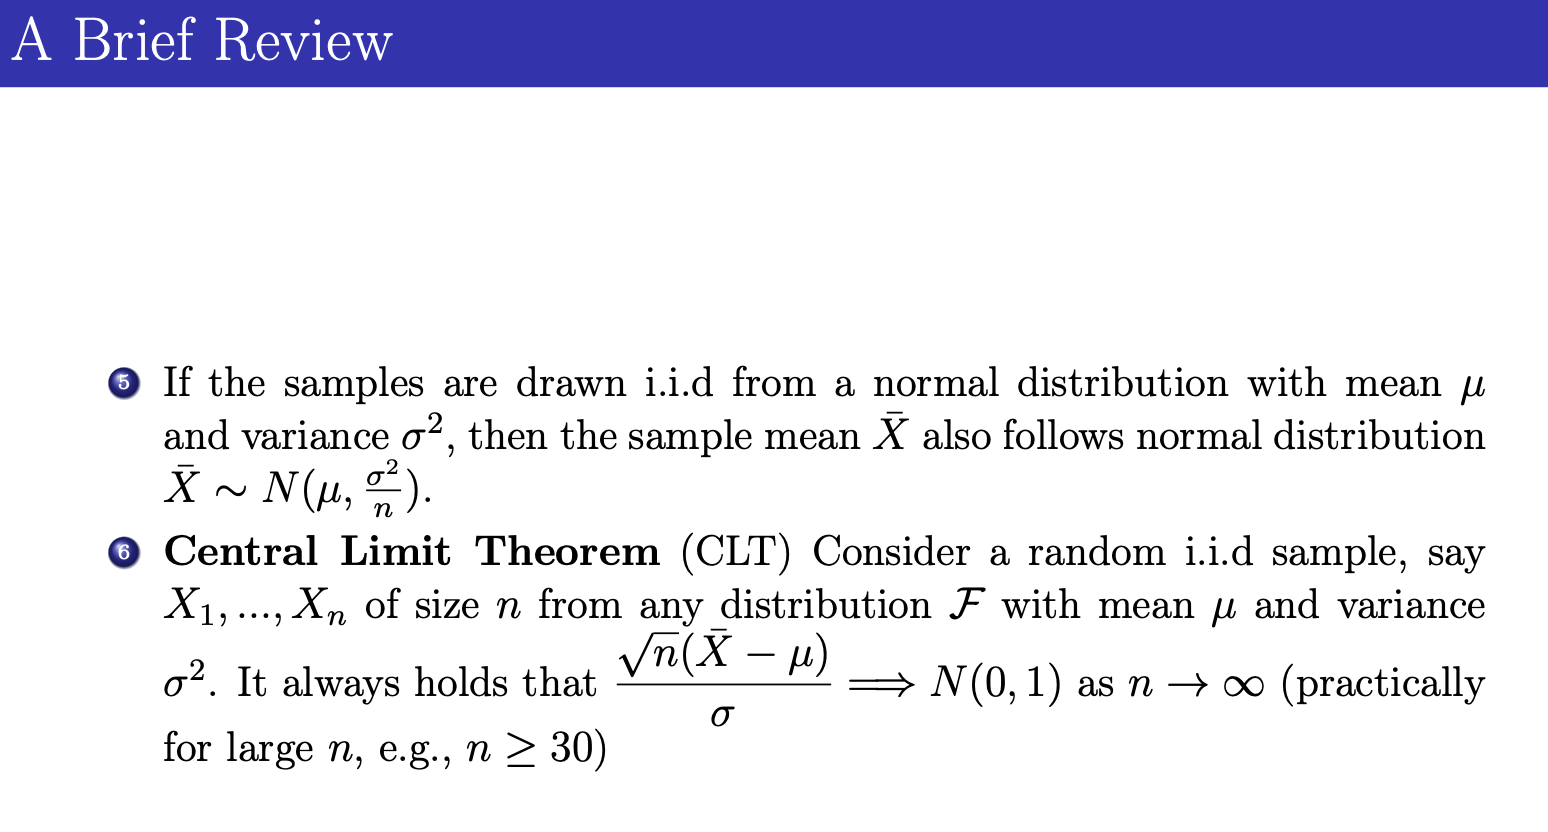 A Brief Review
5 If the samples are drawn i.i.d from a normal distribution with mean μ
and variance σ², then the sample mean X̄ also follows normal distribution
X̄ ∼ N(μ, σ²/n).
6 Central Limit Theorem (CLT) Consider a random i.i.d sample, say
X₁, ..., Xₙ of size n from any distribution ℱ with mean μ and variance
σ². It always holds that √n(X̄ − μ)/σ ⟹ N(0, 1) as n → ∞ (practically
for large n, e.g., n ≥ 30)